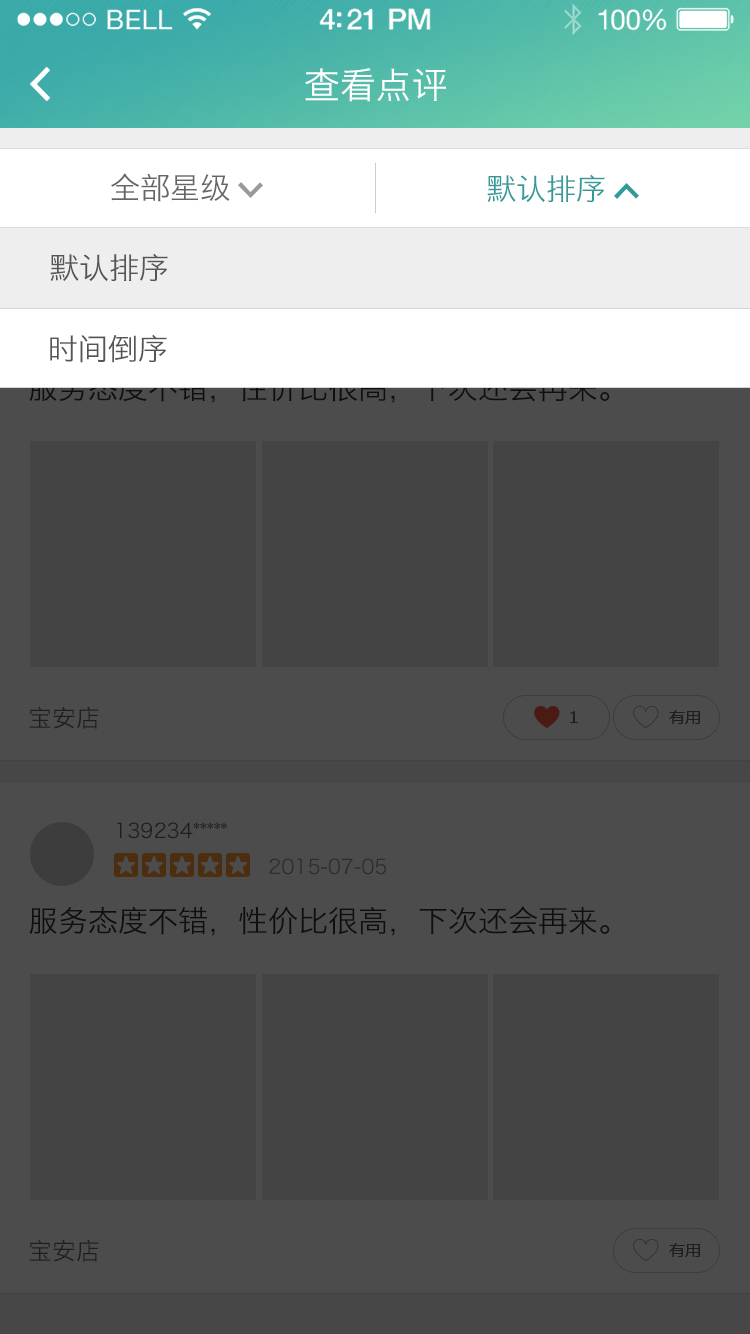 BELL 4:21 PM 100%
查看点评
全部星级 默认排序
默认排序
时间倒序
服务态度不错，性价比很高，下次还会再来。
宝安店 1 有用
139234*****
2015-07-05
服务态度不错，性价比很高，下次还会再来。
宝安店 有用